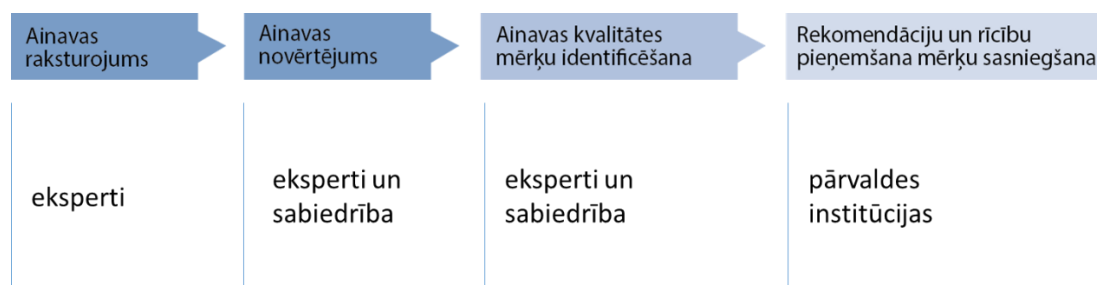 Ainavas
raksturojums
Ainavas
novērtējums
Ainavas kvalitātes
mērķu identificēšana
Rekomendāciju un rīcību
pieņemšana mērķu sasniegšana
eksperti
eksperti un
sabiedrība
eksperti un
sabiedrība
pārvaldes
institūcijas